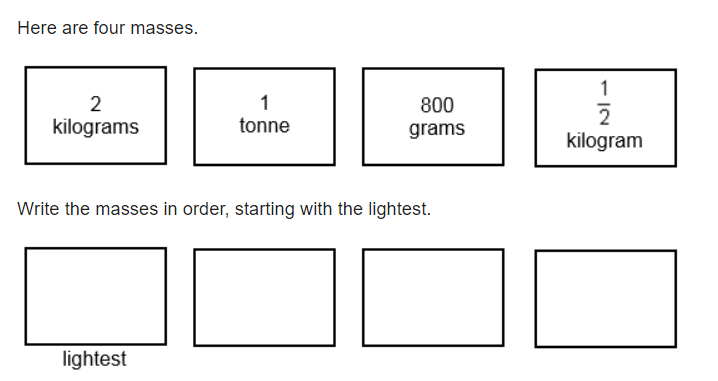 Here are four masses.
2
kilograms
1
tonne
800
grams
1
2
kilogram
Write the masses in order, starting with the lightest.
lightest